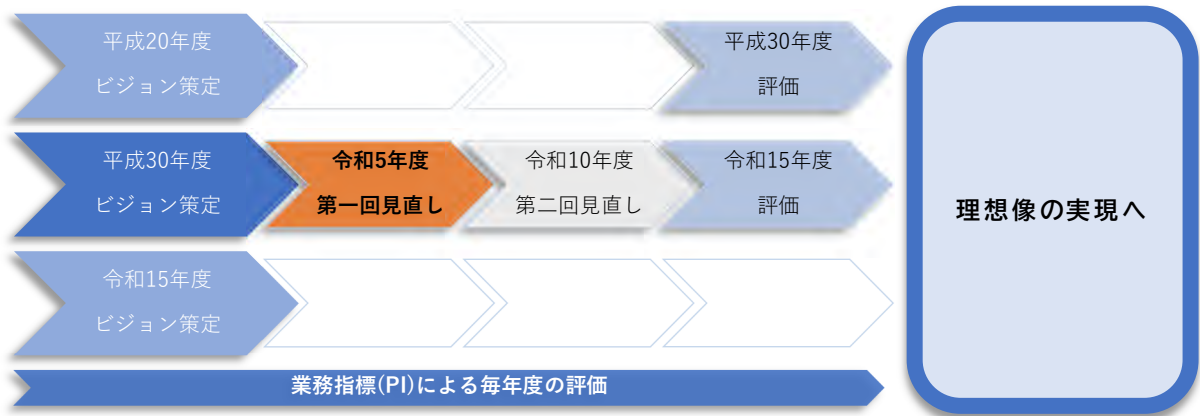 平成20年度
ビジョン策定
平成30年度
評価
平成30年度
ビジョン策定
令和5年度
第一回見直し
令和10年度
第二回見直し
令和15年度
評価
令和15年度
ビジョン策定
業務指標(PI)による毎年度の評価
理想像の実現へ